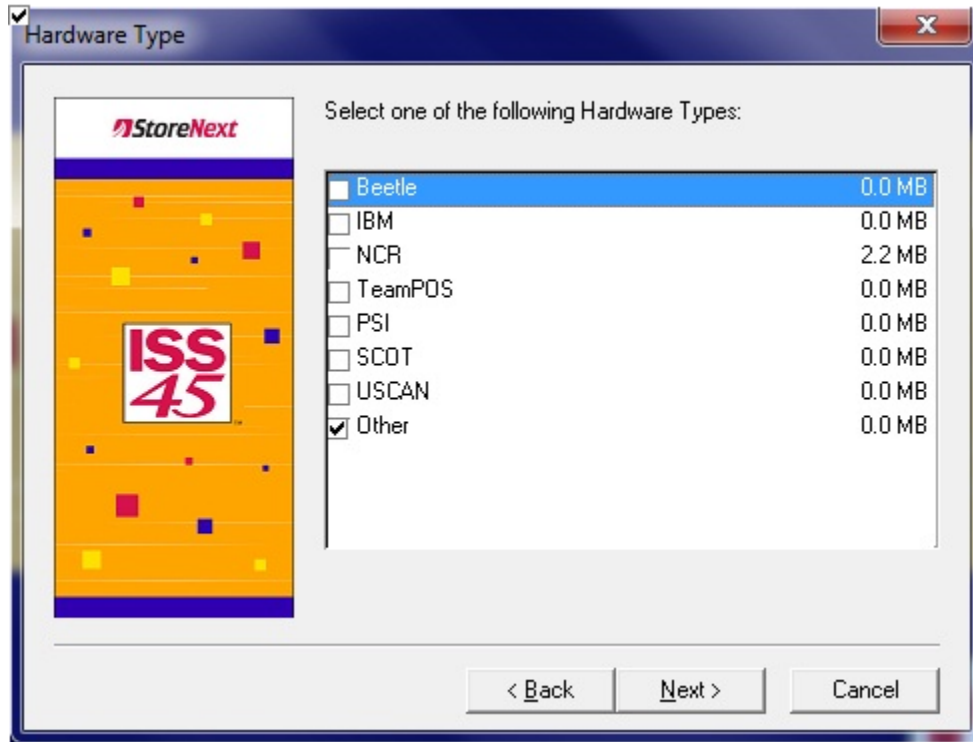 Hardware Type
StoreNext
Select one of the following Hardware Types:
Beetle 0.0 MB
IBM 0.0 MB
NCR 2.2 MB
TeamPOS 0.0 MB
PSI 0.0 MB
SCOT 0.0 MB
USCAN 0.0 MB
Other 0.0 MB
ISS
45
< Back Next > Cancel